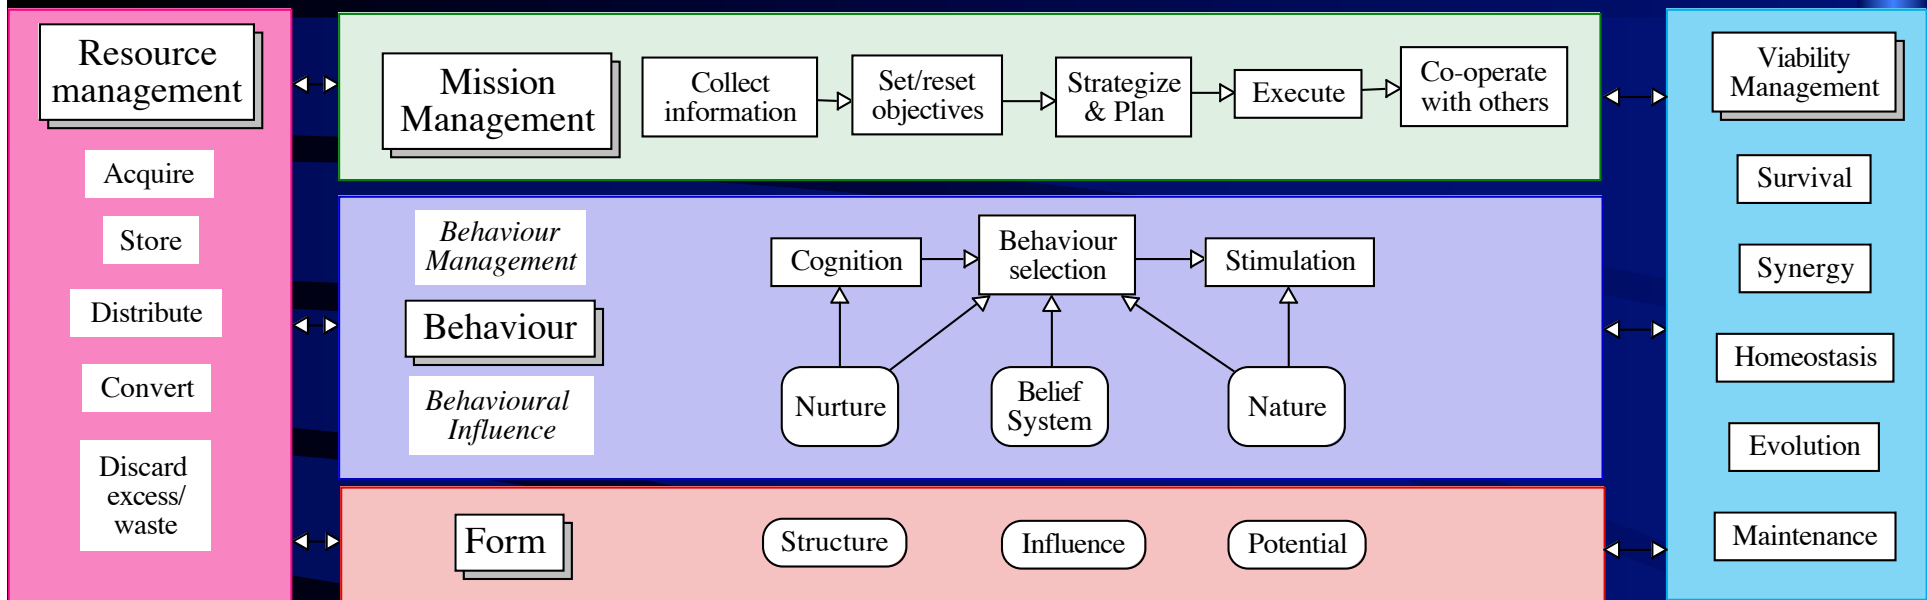 Resource
management
Acquire
Store
Distribute
Convert
Discard
excess/
waste
Mission
Management
Collect
information
Set/reset
objectives
Strategize
& Plan
Execute
Co-operate
with others
Behaviour
Management
Behaviour
Behavioural
Influence
Cognition
Behaviour
selection
Stimulation
Nurture
Belief
System
Nature
Form
Structure
Influence
Potential
Viability
Management
Survival
Synergy
Homeostasis
Evolution
Maintenance